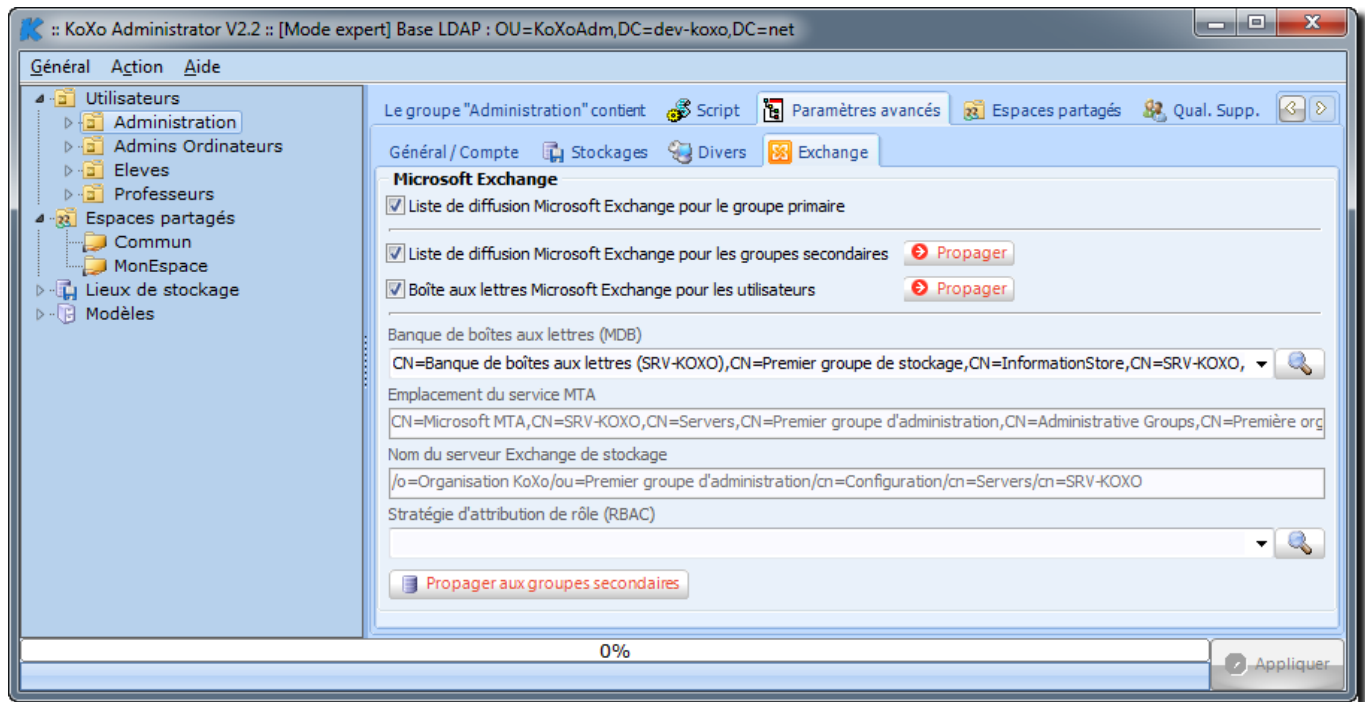 :: KoXo Administrator V2.2 :: [Mode expert] Base LDAP : OU=KoXoAdm,DC=dev-koxo,DC=net
Général Action Aide
Utilisateurs
Administration
Admins Ordinateurs
Eleves
Professeurs
Espaces partagés
Commun
MonEspace
Lieux de stockage
Modèles
Le groupe "Administration" contient Script Paramètres avancés Espaces partagés Qual. Supp.
Général / Compte Stockages Divers Exchange
Microsoft Exchange
Liste de diffusion Microsoft Exchange pour le groupe primaire
Liste de diffusion Microsoft Exchange pour les groupes secondaires Propager
Boîte aux lettres Microsoft Exchange pour les utilisateurs Propager
Banque de boîtes aux lettres (MDB)
CN=Banque de boîtes aux lettres (SRV-KOXO),CN=Premier groupe de stockage,CN=InformationStore,CN=SRV-KOXO,
Emplacement du service MTA
CN=Microsoft MTA,CN=SRV-KOXO,CN=Servers,CN=Premier groupe d'administration,CN=Administrative Groups,CN=Première org
Nom du serveur Exchange de stockage
/o=Organisation KoXo/ou=Premier groupe d'administration/cn=Configuration/cn=Servers/cn=SRV-KOXO
Stratégie d'attribution de rôle (RBAC)
Propager aux groupes secondaires
0%
Appliquer